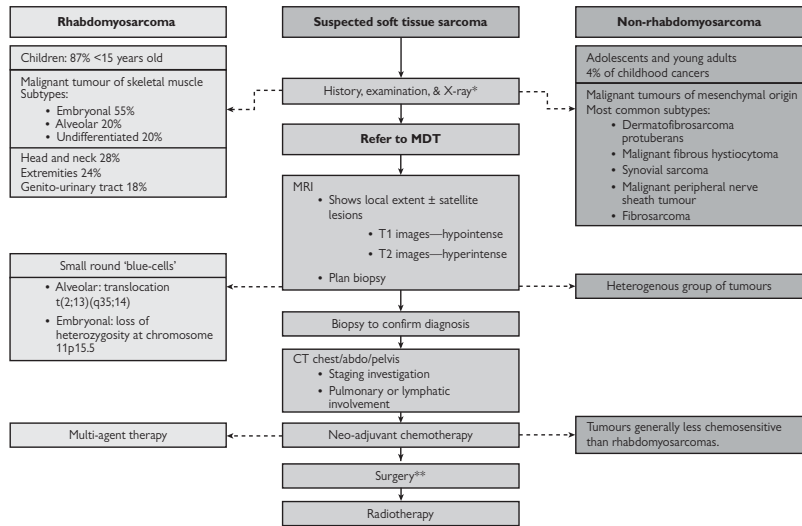 Rhabdomyosarcoma
Children: 87% <15 years old
Malignant tumour of skeletal muscle
Subtypes:
• Embryonal 55%
• Alveolar 20%
• Undifferentiated 20%
Head and neck 28%
Extremities 24%
Genito-urinary tract 18%
Small round ‘blue-cells’
• Alveolar: translocation
t(2;13)(q35;14)
• Embryonal: loss of
heterozygosity at chromosome
11p15.5
Multi-agent therapy
Suspected soft tissue sarcoma
History, examination, & X-ray*
Refer to MDT
MRI
• Shows local extent ± satellite
lesions
• T1 images—hypointense
• T2 images—hyperintense
• Plan biopsy
Biopsy to confirm diagnosis
CT chest/abdo/pelvis
• Staging investigation
• Pulmonary or lymphatic
involvement
Neo-adjuvant chemotherapy
Surgery**
Radiotherapy
Non-rhabdomyosarcoma
Adolescents and young adults
4% of childhood cancers
Malignant tumours of mesenchymal origin
Most common subtypes:
• Dermatofibrosarcoma
protuberans
• Malignant fibrous hystiocytoma
• Synovial sarcoma
• Malignant peripheral nerve
sheath tumour
• Fibrosarcoma
Heterogenous group of tumours
Tumours generally less chemosensitive
than rhabdomyosarcomas.